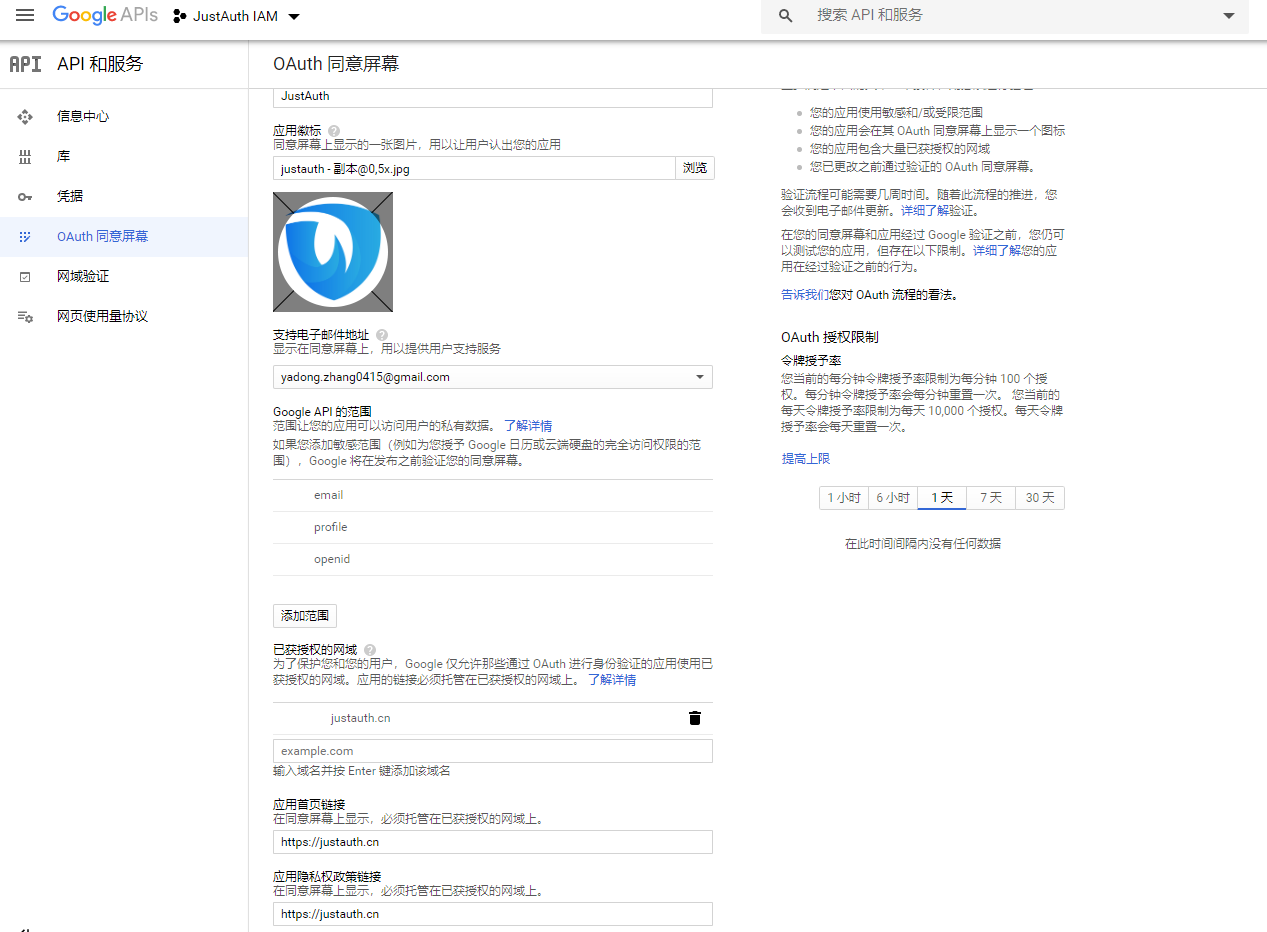 Google APIs
JustAuth IAM
搜索 API 和服务
API
API 和服务
OAuth 同意屏幕
信息中心
库
凭据
OAuth 同意屏幕
网域验证
网页使用量协议
JustAuth
应用徽标
同意屏幕上显示的一张图片，用以让用户认出您的应用
justauth - 副本@0,5x.jpg
浏览
支持电子邮件地址
显示在同意屏幕上，用以提供用户支持服务
yadong.zhang0415@gmail.com
Google API 的范围
范围让您的应用可以访问用户的私有数据。 了解详情
如果您添加敏感范围（例如为您授予 Google 日历或云端硬盘的完全访问权限的范
围），Google 将在发布之前验证您的同意屏幕。
email
profile
openid
添加范围
已获授权的网域
为了保护您和您的用户，Google 仅允许那些通过 OAuth 进行身份验证的应用使用已
获授权的网域。应用的链接必须托管在已获授权的网域上。 了解详情
justauth.cn
example.com
输入域名并按 Enter 键添加该域名
应用首页链接
在同意屏幕上显示，必须托管在已获授权的网域上。
https://justauth.cn
应用隐私权政策链接
在同意屏幕上显示，必须托管在已获授权的网域上。
https://justauth.cn
您的应用使用敏感和/或受限范围
您的应用会在其 OAuth 同意屏幕上显示一个图标
您的应用包含大量已获授权的网域
您已更改之前通过验证的 OAuth 同意屏幕。
验证流程可能需要几周时间。随着此流程的推进，您
会收到电子邮件更新。详细了解验证。
在您的同意屏幕和应用经过 Google 验证之前，您仍可
以测试您的应用，但存在以下限制。详细了解您的应
用在经过验证之前的行为。
告诉我们您对 OAuth 流程的看法。
OAuth 授权限制
令牌授予率
您当前的每分钟令牌授予率限制为每分钟 100 个授
权。每分钟令牌授予率会每分钟重置一次。 您当前的
每天令牌授予率限制为每天 10,000 个授权。每天令牌
授予率会每天重置一次。
提高上限
1 小时
6 小时
1 天
7 天
30 天
在此时间间隔内没有任何数据